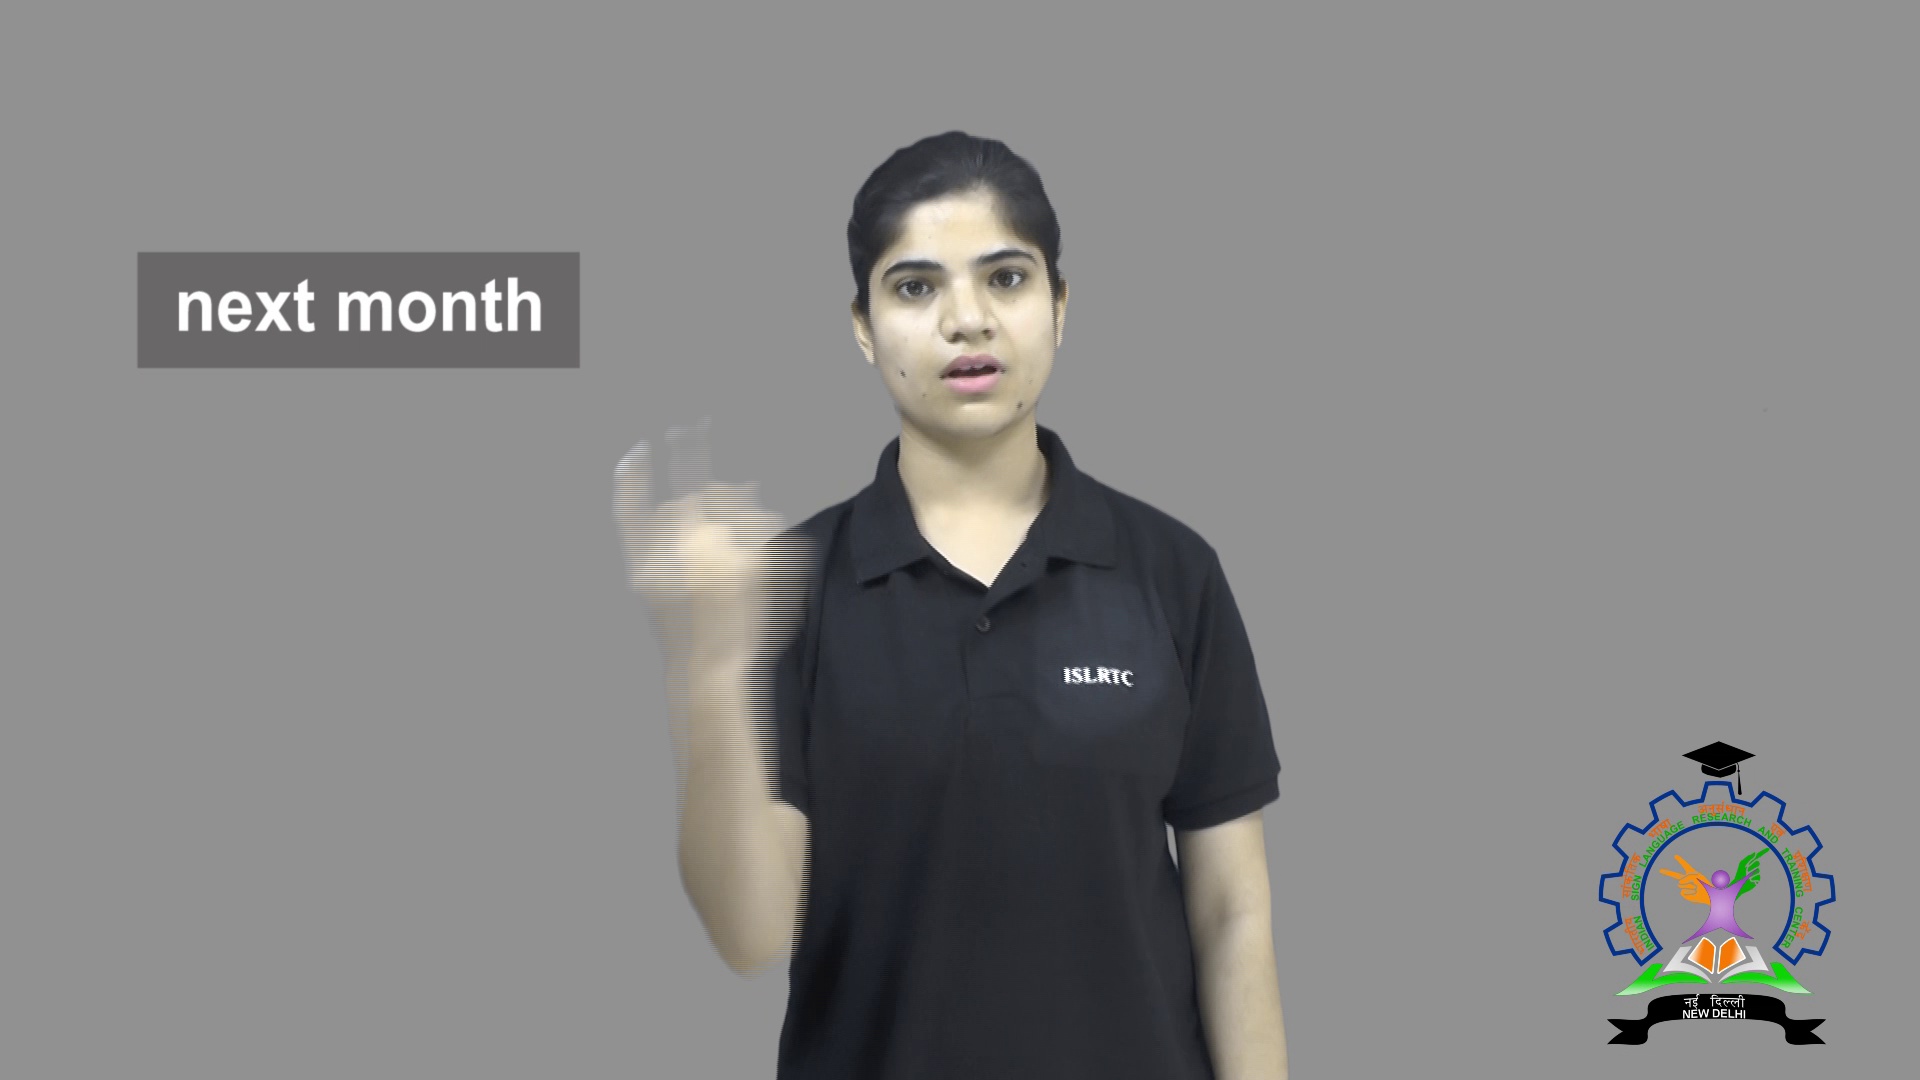 next month
ISLRTC
INDIAN SIGN LANGUAGE RESEARCH AND TRAINING CENTER
नई दिल्ली
NEW DELHI